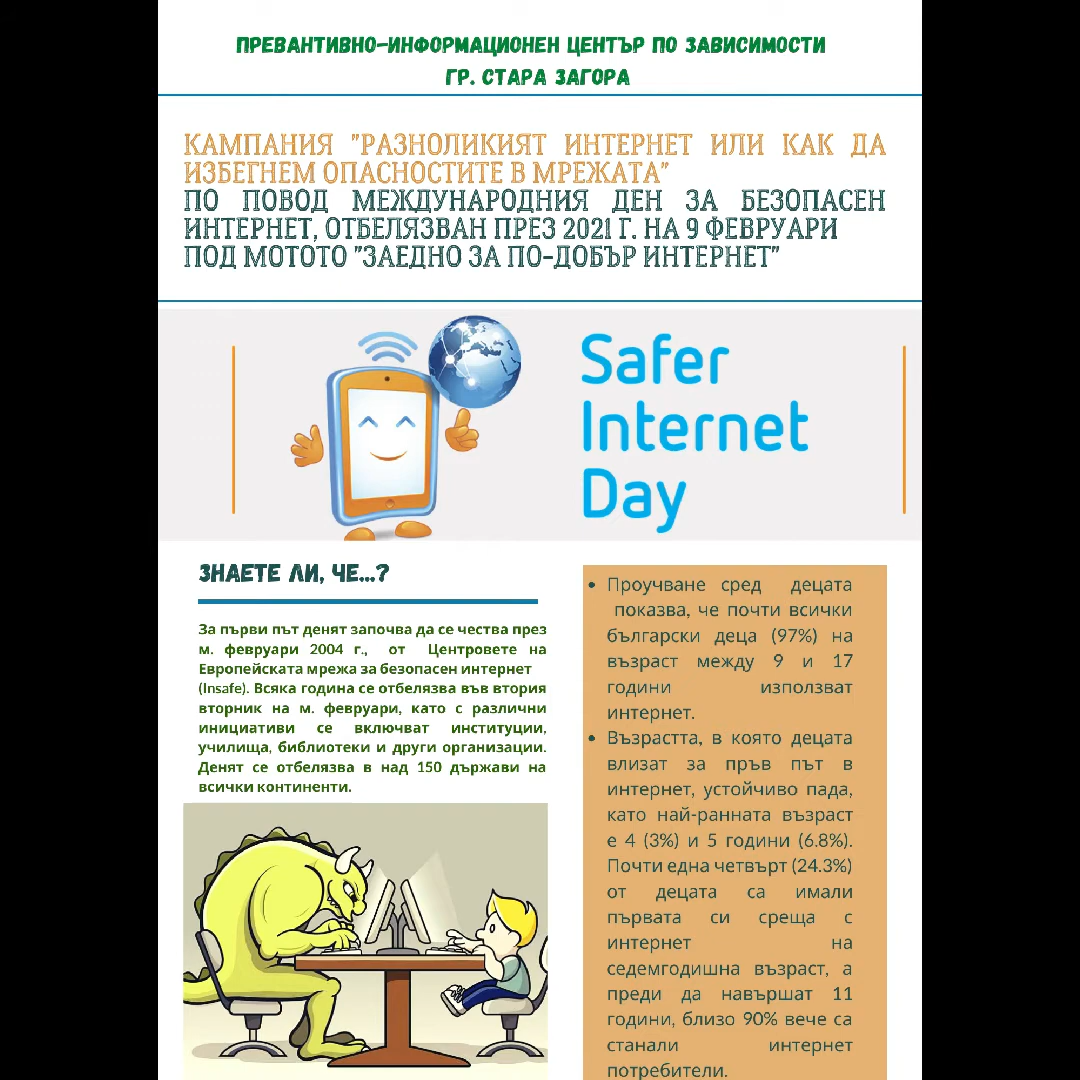 ПРЕВАНТИВНО-ИНФОРМАЦИОНЕН ЦЕНТЪР ПО ЗАВИСИМОСТИ
ГР. СТАРА ЗАГОРА
КАМПАНИЯ "РАЗНОЛИКИЯТ ИНТЕРНЕТ ИЛИ КАК ДА
ИЗБЕГНЕМ ОПАСНОСТИТЕ В МРЕЖАТА"
ПО ПОВОД МЕЖДУНАРОДНИЯ ДЕН ЗА БЕЗОПАСЕН
ИНТЕРНЕТ, ОТБЕЛЯЗВАН ПРЕЗ 2021 Г. НА 9 ФЕВРУАРИ
ПОД МОТОТО "ЗАЕДНО ЗА ПО-ДОБЪР ИНТЕРНЕТ"
Safer
Internet
Day
ЗНАЕТЕ ЛИ, ЧЕ...?
За първи път денят започва да се чества през
м. февруари 2004 г., от Центровете на
Европейската мрежа за безопасен интернет
(Insafe). Всяка година се отбелязва във втория
вторник на м. февруари, като с различни
инициативи се включват институции,
училища, библиотеки и други организации.
Денят се отбелязва в над 150 държави на
всички континенти.
• Проучване сред децата
показва, че почти всички
български деца (97%) на
възраст между 9 и 17
години използват
интернет.
• Възрастта, в която децата
влизат за пръв път в
интернет, устойчиво пада,
като най-ранната възраст
е 4 (3%) и 5 години (6.8%).
Почти една четвърт (24.3%)
от децата са имали
първата си среща с
интернет на
седемгодишна възраст, а
преди да навършат 11
години, близо 90% вече са
станали интернет
потребители.